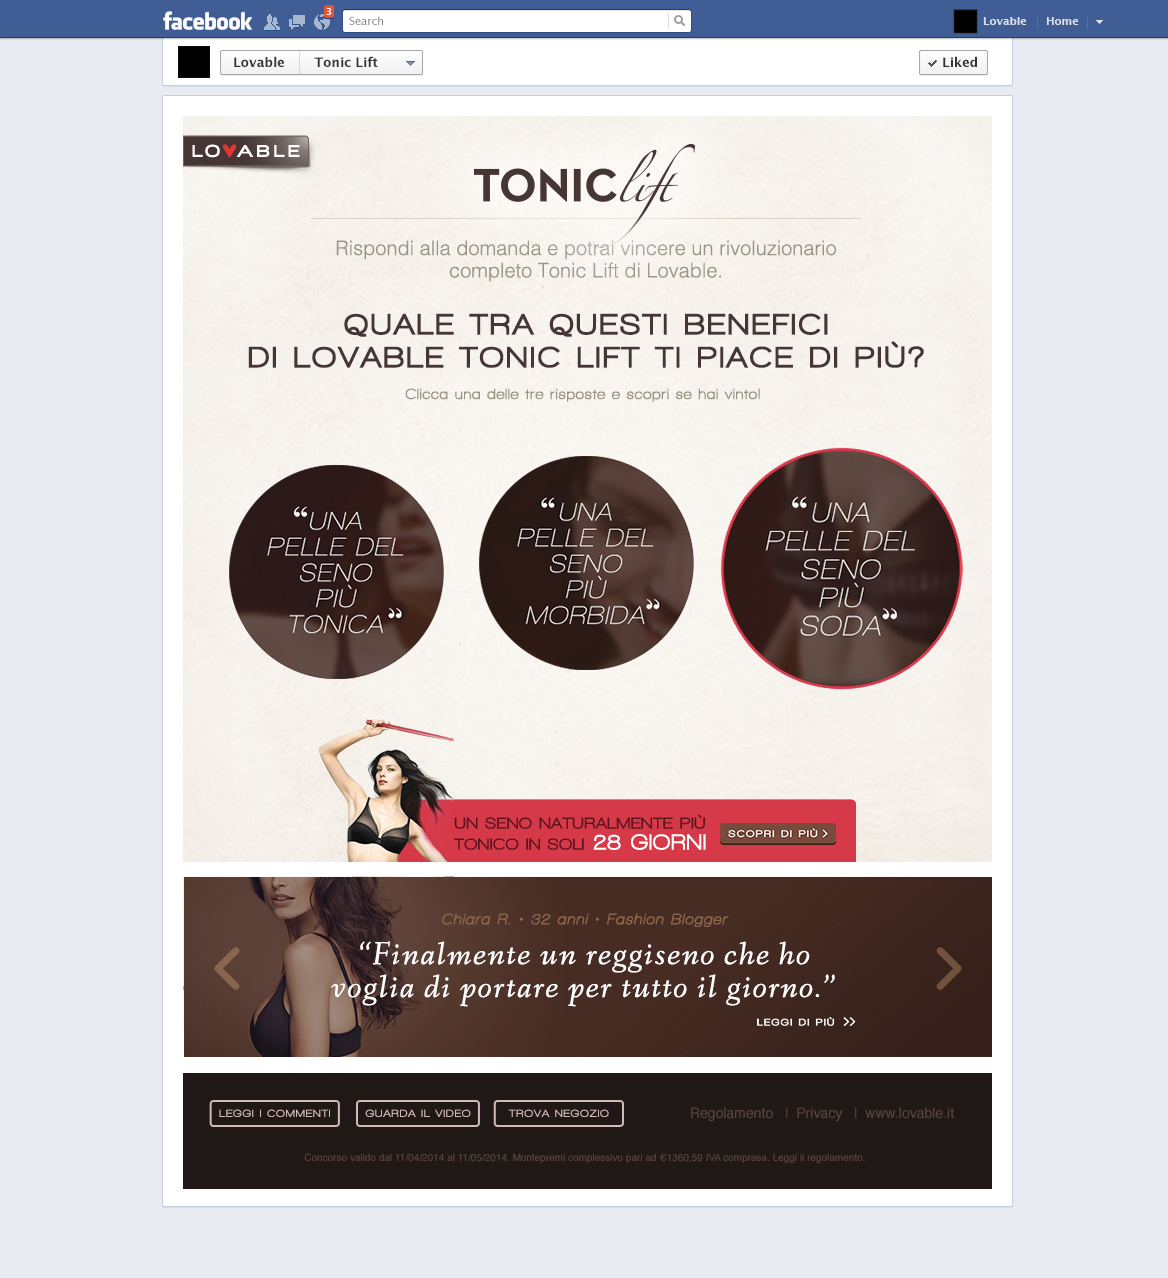 facebook
3
Search
Lovable
Home
Lovable
Tonic Lift
Liked
LOVABLE
TONIC lift
Rispondi alla domanda e potrai vincere un rivoluzionario
completo Tonic Lift di Lovable.
QUALE TRA QUESTI BENEFICI
DI LOVABLE TONIC LIFT TI PIACE DI PIÙ?
Clicca una delle tre risposte e scopri se hai vinto!
“UNA
PELLE DEL
SENO
PIÙ
TONICA”
“UNA
PELLE DEL
SENO
PIÙ
MORBIDA”
“UNA
PELLE DEL
SENO
PIÙ
SODA”
UN SENO NATURALMENTE PIÙ
TONICO IN SOLI 28 GIORNI
SCOPRI DI PIÙ >
Chiara R. • 32 anni • Fashion Blogger
“Finalmente un reggiseno che ho
voglia di portare per tutto il giorno.”
LEGGI DI PIÙ >>
LEGGI I COMMENTI
GUARDA IL VIDEO
TROVA NEGOZIO
Regolamento | Privacy | www.lovable.it
Concorso valido dal 11/04/2014 al 11/05/2014. Montepremi complessivo pari ad €1360,59 IVA compresa. Leggi il regolamento.